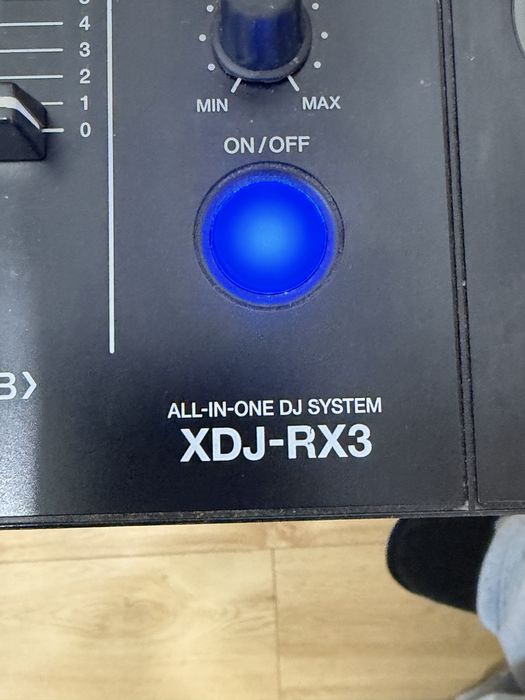 4
3
2
1
0
MIN
MAX
ON/OFF
B>
ALL-IN-ONE DJ SYSTEM
XDJ-RX3